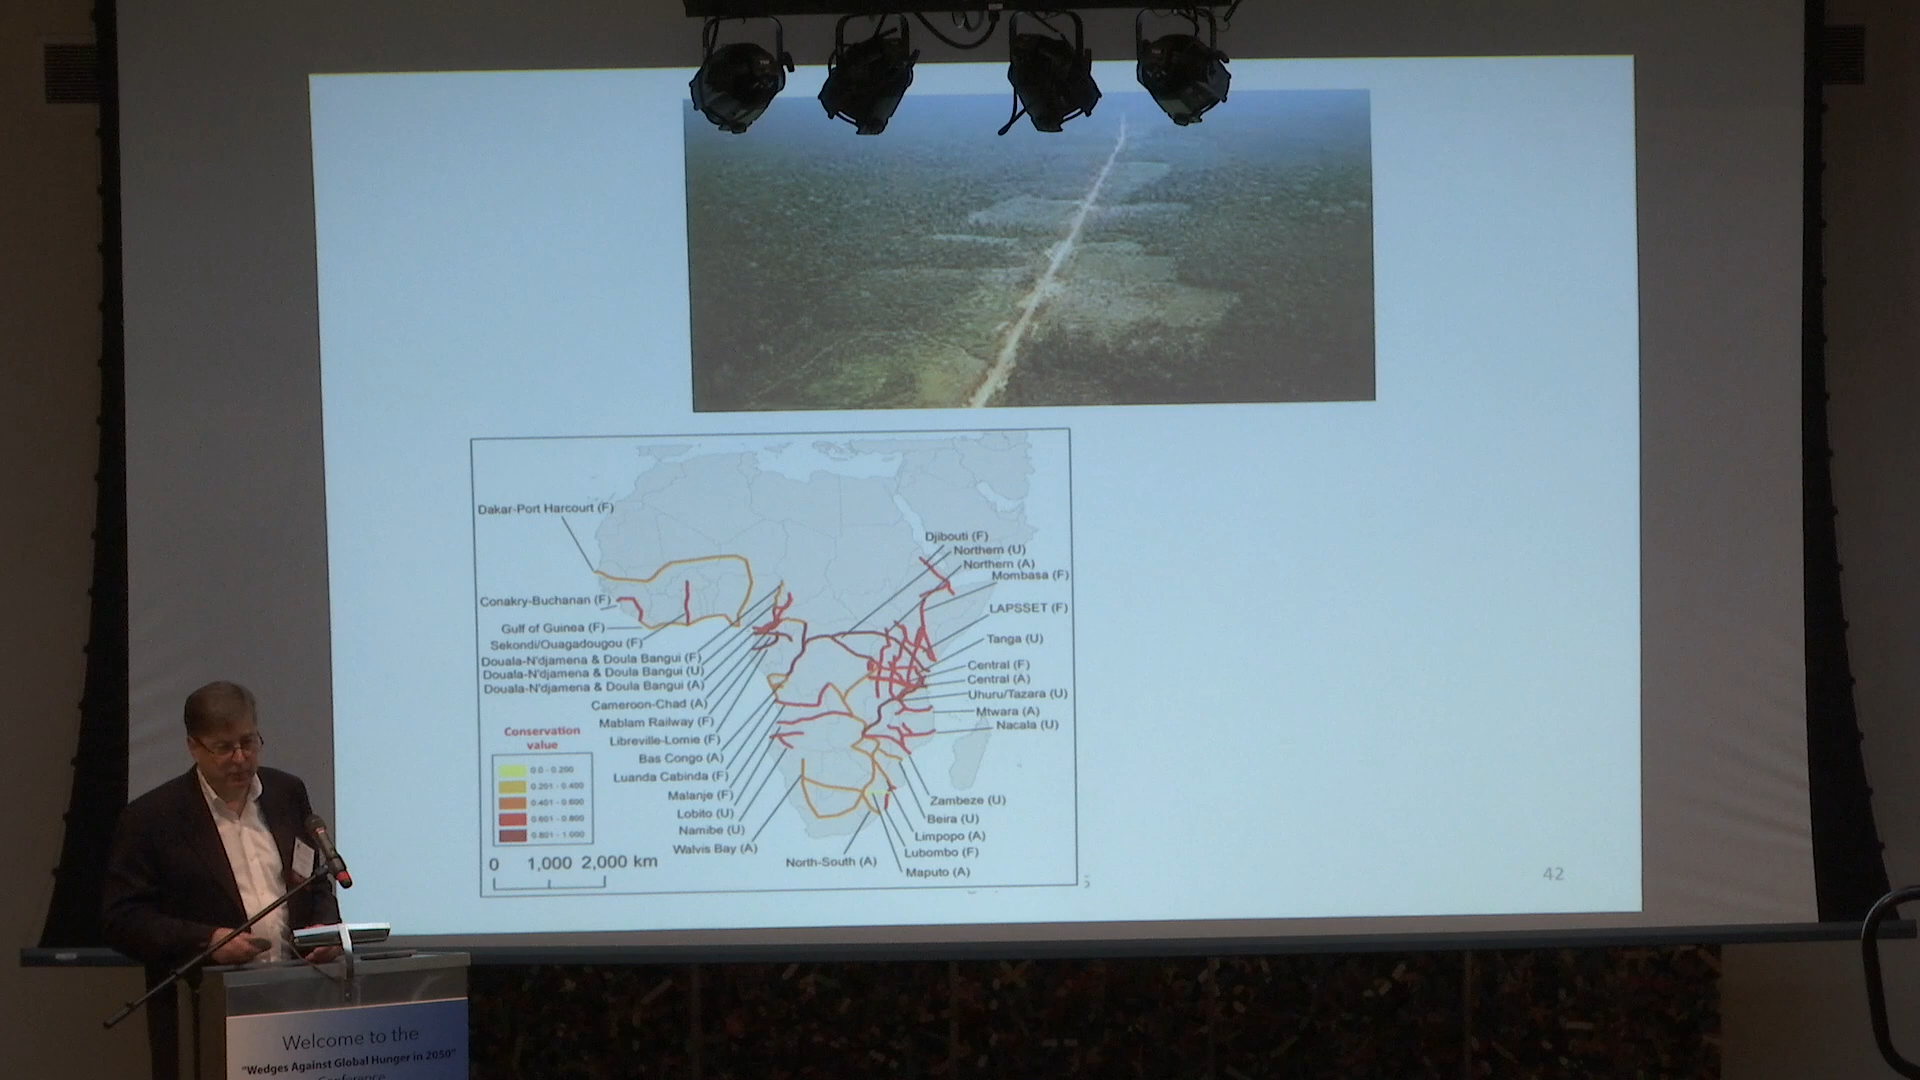 Dakar-Port Harcourt (F)
Conakry-Buchanan (F)
Gulf of Guinea (F)
Sekondi/Ouagadougou (F)
Douala-N'djamena & Doula Bangui (F)
Douala-N'djamena & Doula Bangui (U)
Douala-N'djamena & Doula Bangui (A)
Cameroon-Chad (A)
Mablam Railway (F)
Libreville-Lomie (F)
Bas Congo (A)
Luanda Cabinda (F)
Malanje (F)
Lobito (U)
Namibe (U)
Walvis Bay (A)
North-South (A)
Djibouti (F)
Northern (U)
Northern (A)
Mombasa (F)
LAPSSET (F)
Tanga (U)
Central (F)
Central (A)
Uhuru/Tazara (U)
Mtwara (A)
Nacala (U)
Zambeze (U)
Beira (U)
Limpopo (A)
Lubombo (F)
Maputo (A)
Conservation
value
0.0 - 0.200
0.201 - 0.400
0.401 - 0.600
0.601 - 0.800
0.801 - 1.000
0 1,000 2,000 km
42
Welcome to the
"Wedges Against Global Hunger in 2050"
Conference